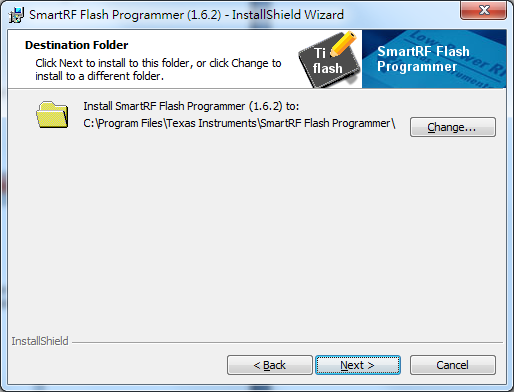 SmartRF Flash Programmer (1.6.2) - InstallShield Wizard
Destination Folder
Click Next to install to this folder, or click Change to
install to a different folder.
Ti
flash
SmartRF Flash
Programmer
Install SmartRF Flash Programmer (1.6.2) to:
C:\Program Files\Texas Instruments\SmartRF Flash Programmer\
Change...
InstallShield
< Back
Next >
Cancel